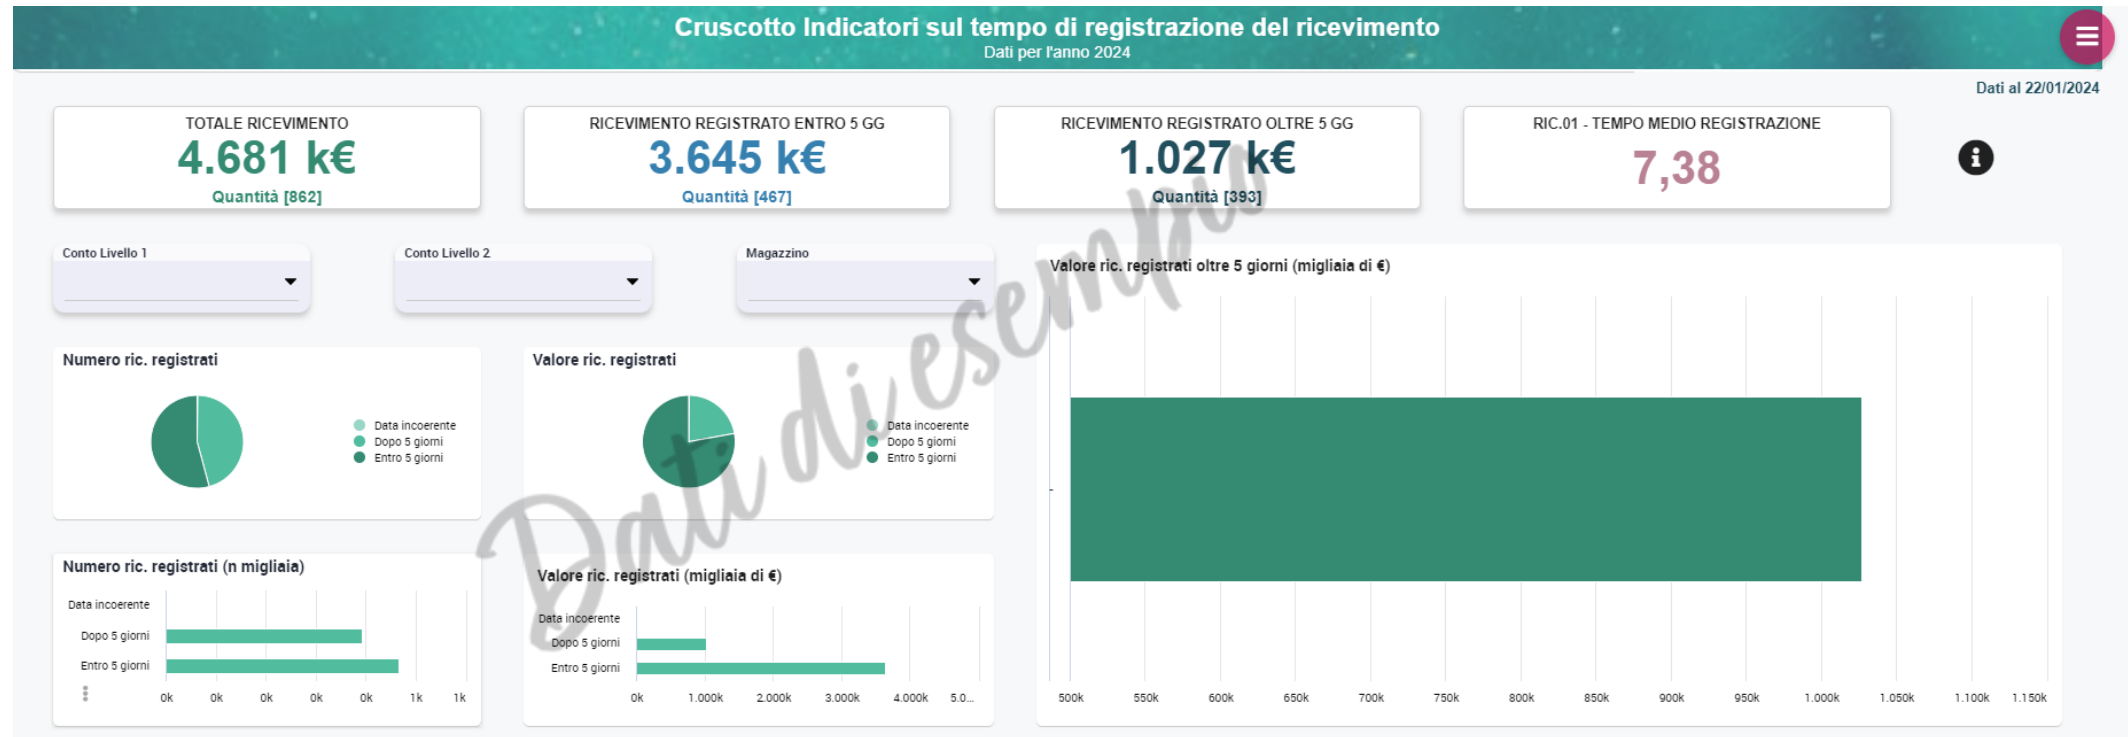 Cruscotto Indicatori sul tempo di registrazione del ricevimento
Dati per l'anno 2024
Dati al 22/01/2024
TOTALE RICEVIMENTO
4.681 k€
Quantità [862]
RICEVIMENTO REGISTRATO ENTRO 5 GG
3.645 k€
Quantità [467]
RICEVIMENTO REGISTRATO OLTRE 5 GG
1.027 k€
Quantità [393]
RIC.01 - TEMPO MEDIO REGISTRAZIONE
7,38
i
Conto Livello 1
Conto Livello 2
Magazzino
Numero ric. registrati
Data incoerente
Dopo 5 giorni
Entro 5 giorni
Valore ric. registrati
Data incoerente
Dopo 5 giorni
Entro 5 giorni
Numero ric. registrati (n migliaia)
Data incoerente
Dopo 5 giorni
Entro 5 giorni
0k 0k 0k 0k 0k 1k 1k
Valore ric. registrati (migliaia di €)
Data incoerente
Dopo 5 giorni
Entro 5 giorni
0k 1.000k 2.000k 3.000k 4.000k 5.0...
Valore ric. registrati oltre 5 giorni (migliaia di €)
-
500k 550k 600k 650k 700k 750k 800k 850k 900k 950k 1.000k 1.050k 1.100k 1.150k
Dati di esempio